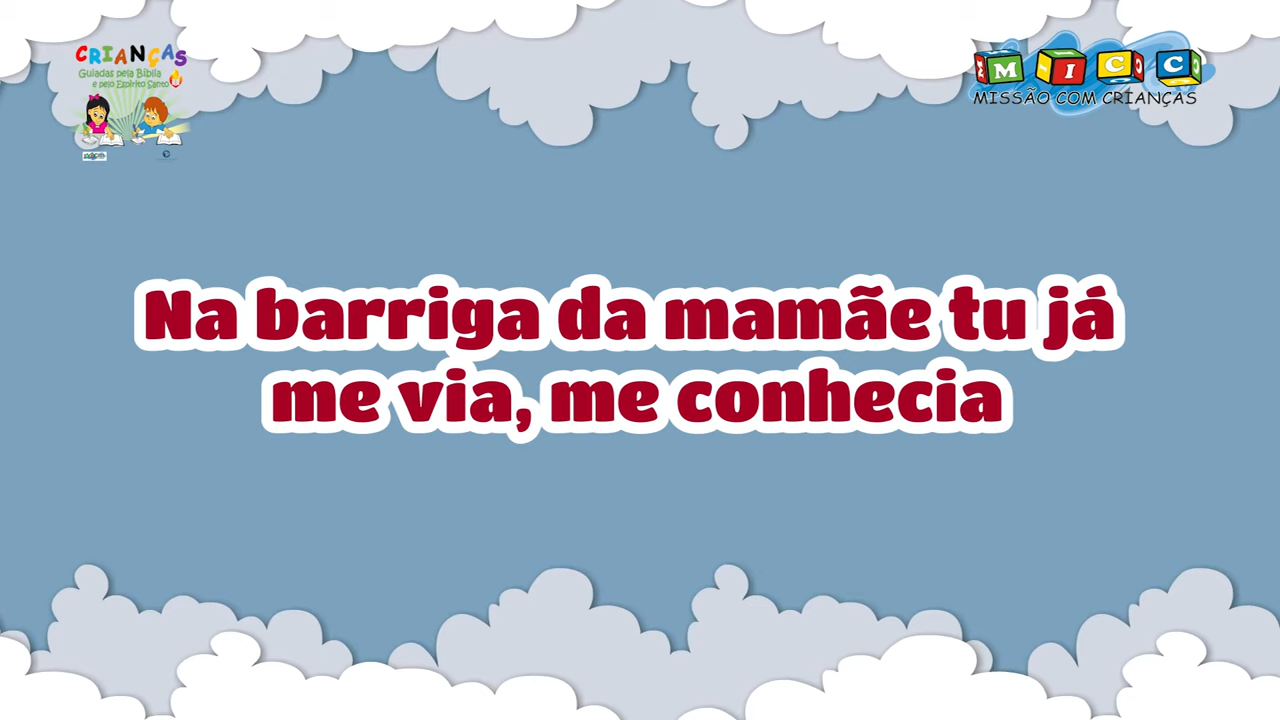 CRIANÇAS
Guiadas pela Bíblia
e pelo Espírito Santo
M I C C
MISSÃO COM CRIANÇAS
Na barriga da mamãe tu já
me via, me conhecia